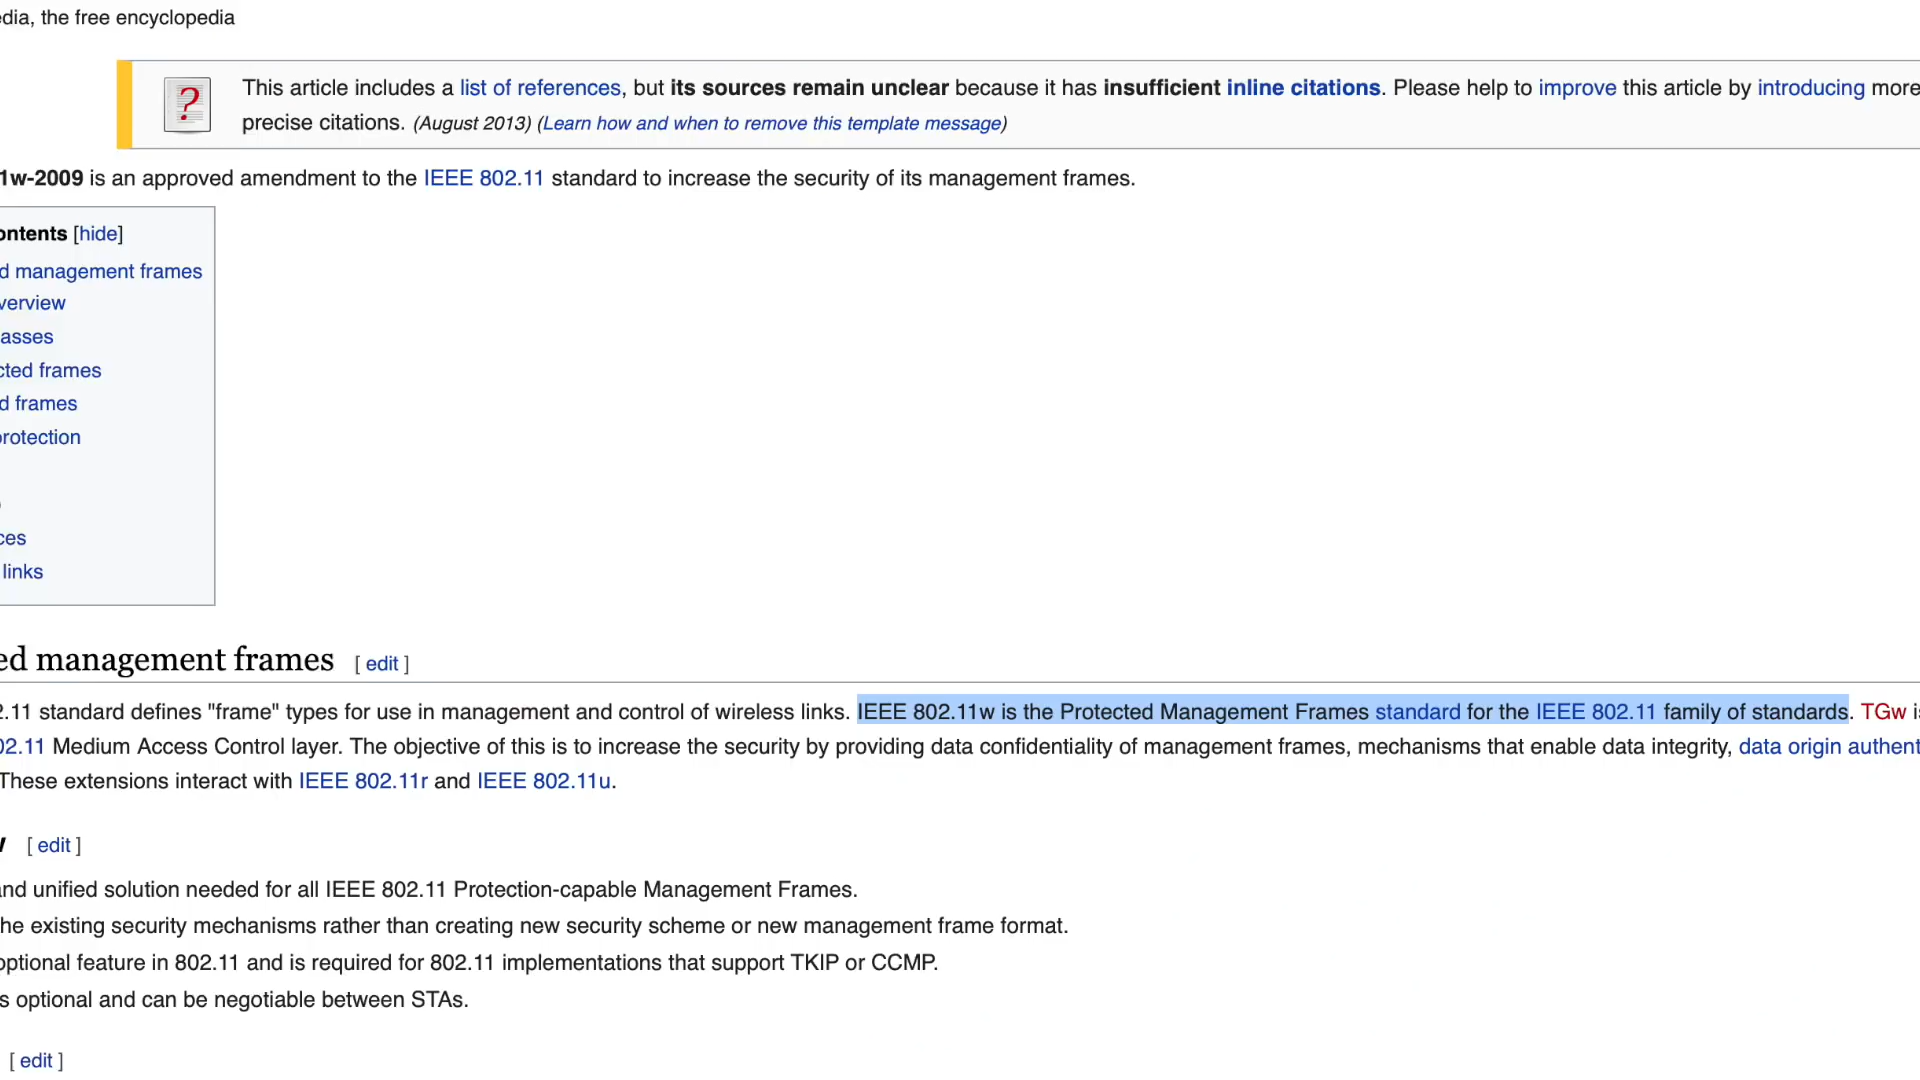 edia, the free encyclopedia
This article includes a list of references, but its sources remain unclear because it has insufficient inline citations. Please help to improve this article by introducing more
precise citations. (August 2013) (Learn how and when to remove this template message)
1w-2009 is an approved amendment to the IEEE 802.11 standard to increase the security of its management frames.
ontents [hide]
d management frames
verview
asses
cted frames
d frames
protection
ces
links
ed management frames [ edit ]
2.11 standard defines "frame" types for use in management and control of wireless links. IEEE 802.11w is the Protected Management Frames standard for the IEEE 802.11 family of standards. TGw is
02.11 Medium Access Control layer. The objective of this is to increase the security by providing data confidentiality of management frames, mechanisms that enable data integrity, data origin authent
These extensions interact with IEEE 802.11r and IEEE 802.11u.
[ edit ]
and unified solution needed for all IEEE 802.11 Protection-capable Management Frames.
he existing security mechanisms rather than creating new security scheme or new management frame format.
optional feature in 802.11 and is required for 802.11 implementations that support TKIP or CCMP.
s optional and can be negotiable between STAs.
[ edit ]